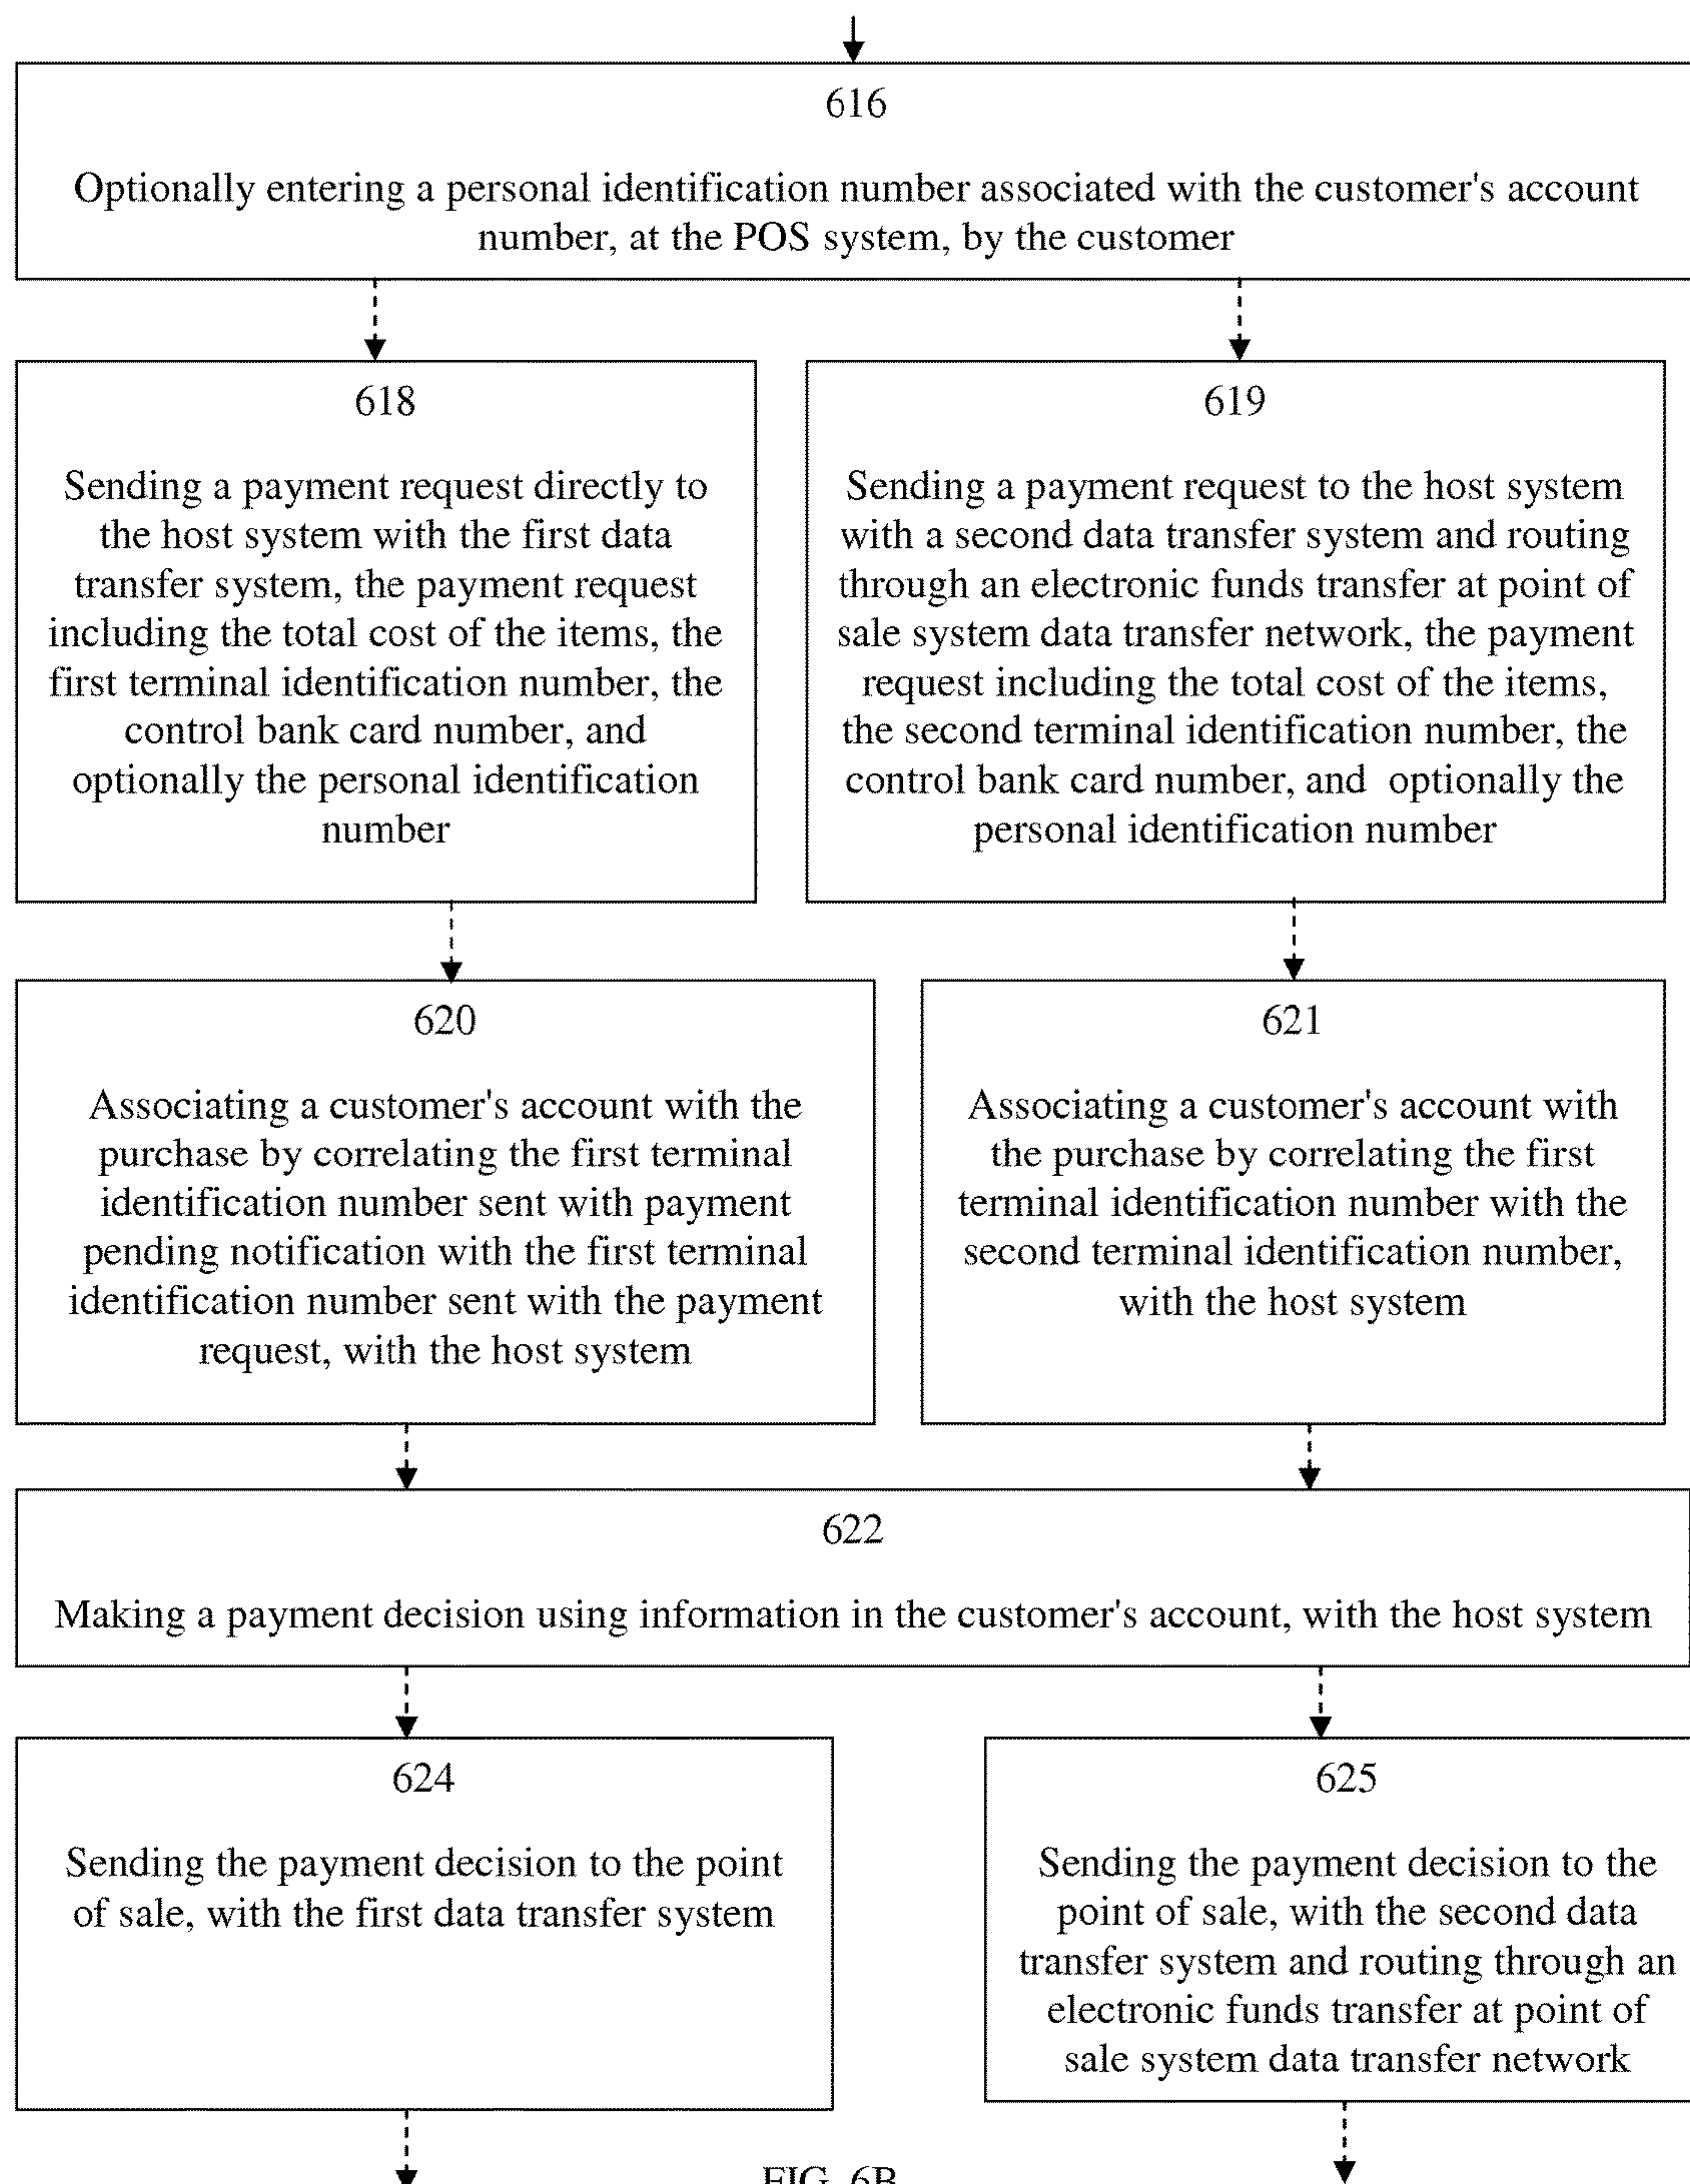 616
Optionally entering a personal identification number associated with the customer's account
number, at the POS system, by the customer
618
Sending a payment request directly to
the host system with the first data
transfer system, the payment request
including the total cost of the items, the
first terminal identification number, the
control bank card number, and
optionally the personal identification
number
619
Sending a payment request to the host system
with a second data transfer system and routing
through an electronic funds transfer at point of
sale system data transfer network, the payment
request including the total cost of the items,
the second terminal identification number, the
control bank card number, and optionally the
personal identification number
620
Associating a customer's account with the
purchase by correlating the first terminal
identification number sent with payment
pending notification with the first terminal
identification number sent with the payment
request, with the host system
621
Associating a customer's account with
the purchase by correlating the first
terminal identification number with the
second terminal identification number,
with the host system
622
Making a payment decision using information in the customer's account, with the host system
624
Sending the payment decision to the point
of sale, with the first data transfer system
625
Sending the payment decision to the
point of sale, with the second data
transfer system and routing through an
electronic funds transfer at point of
sale system data transfer network
FIG. 6B